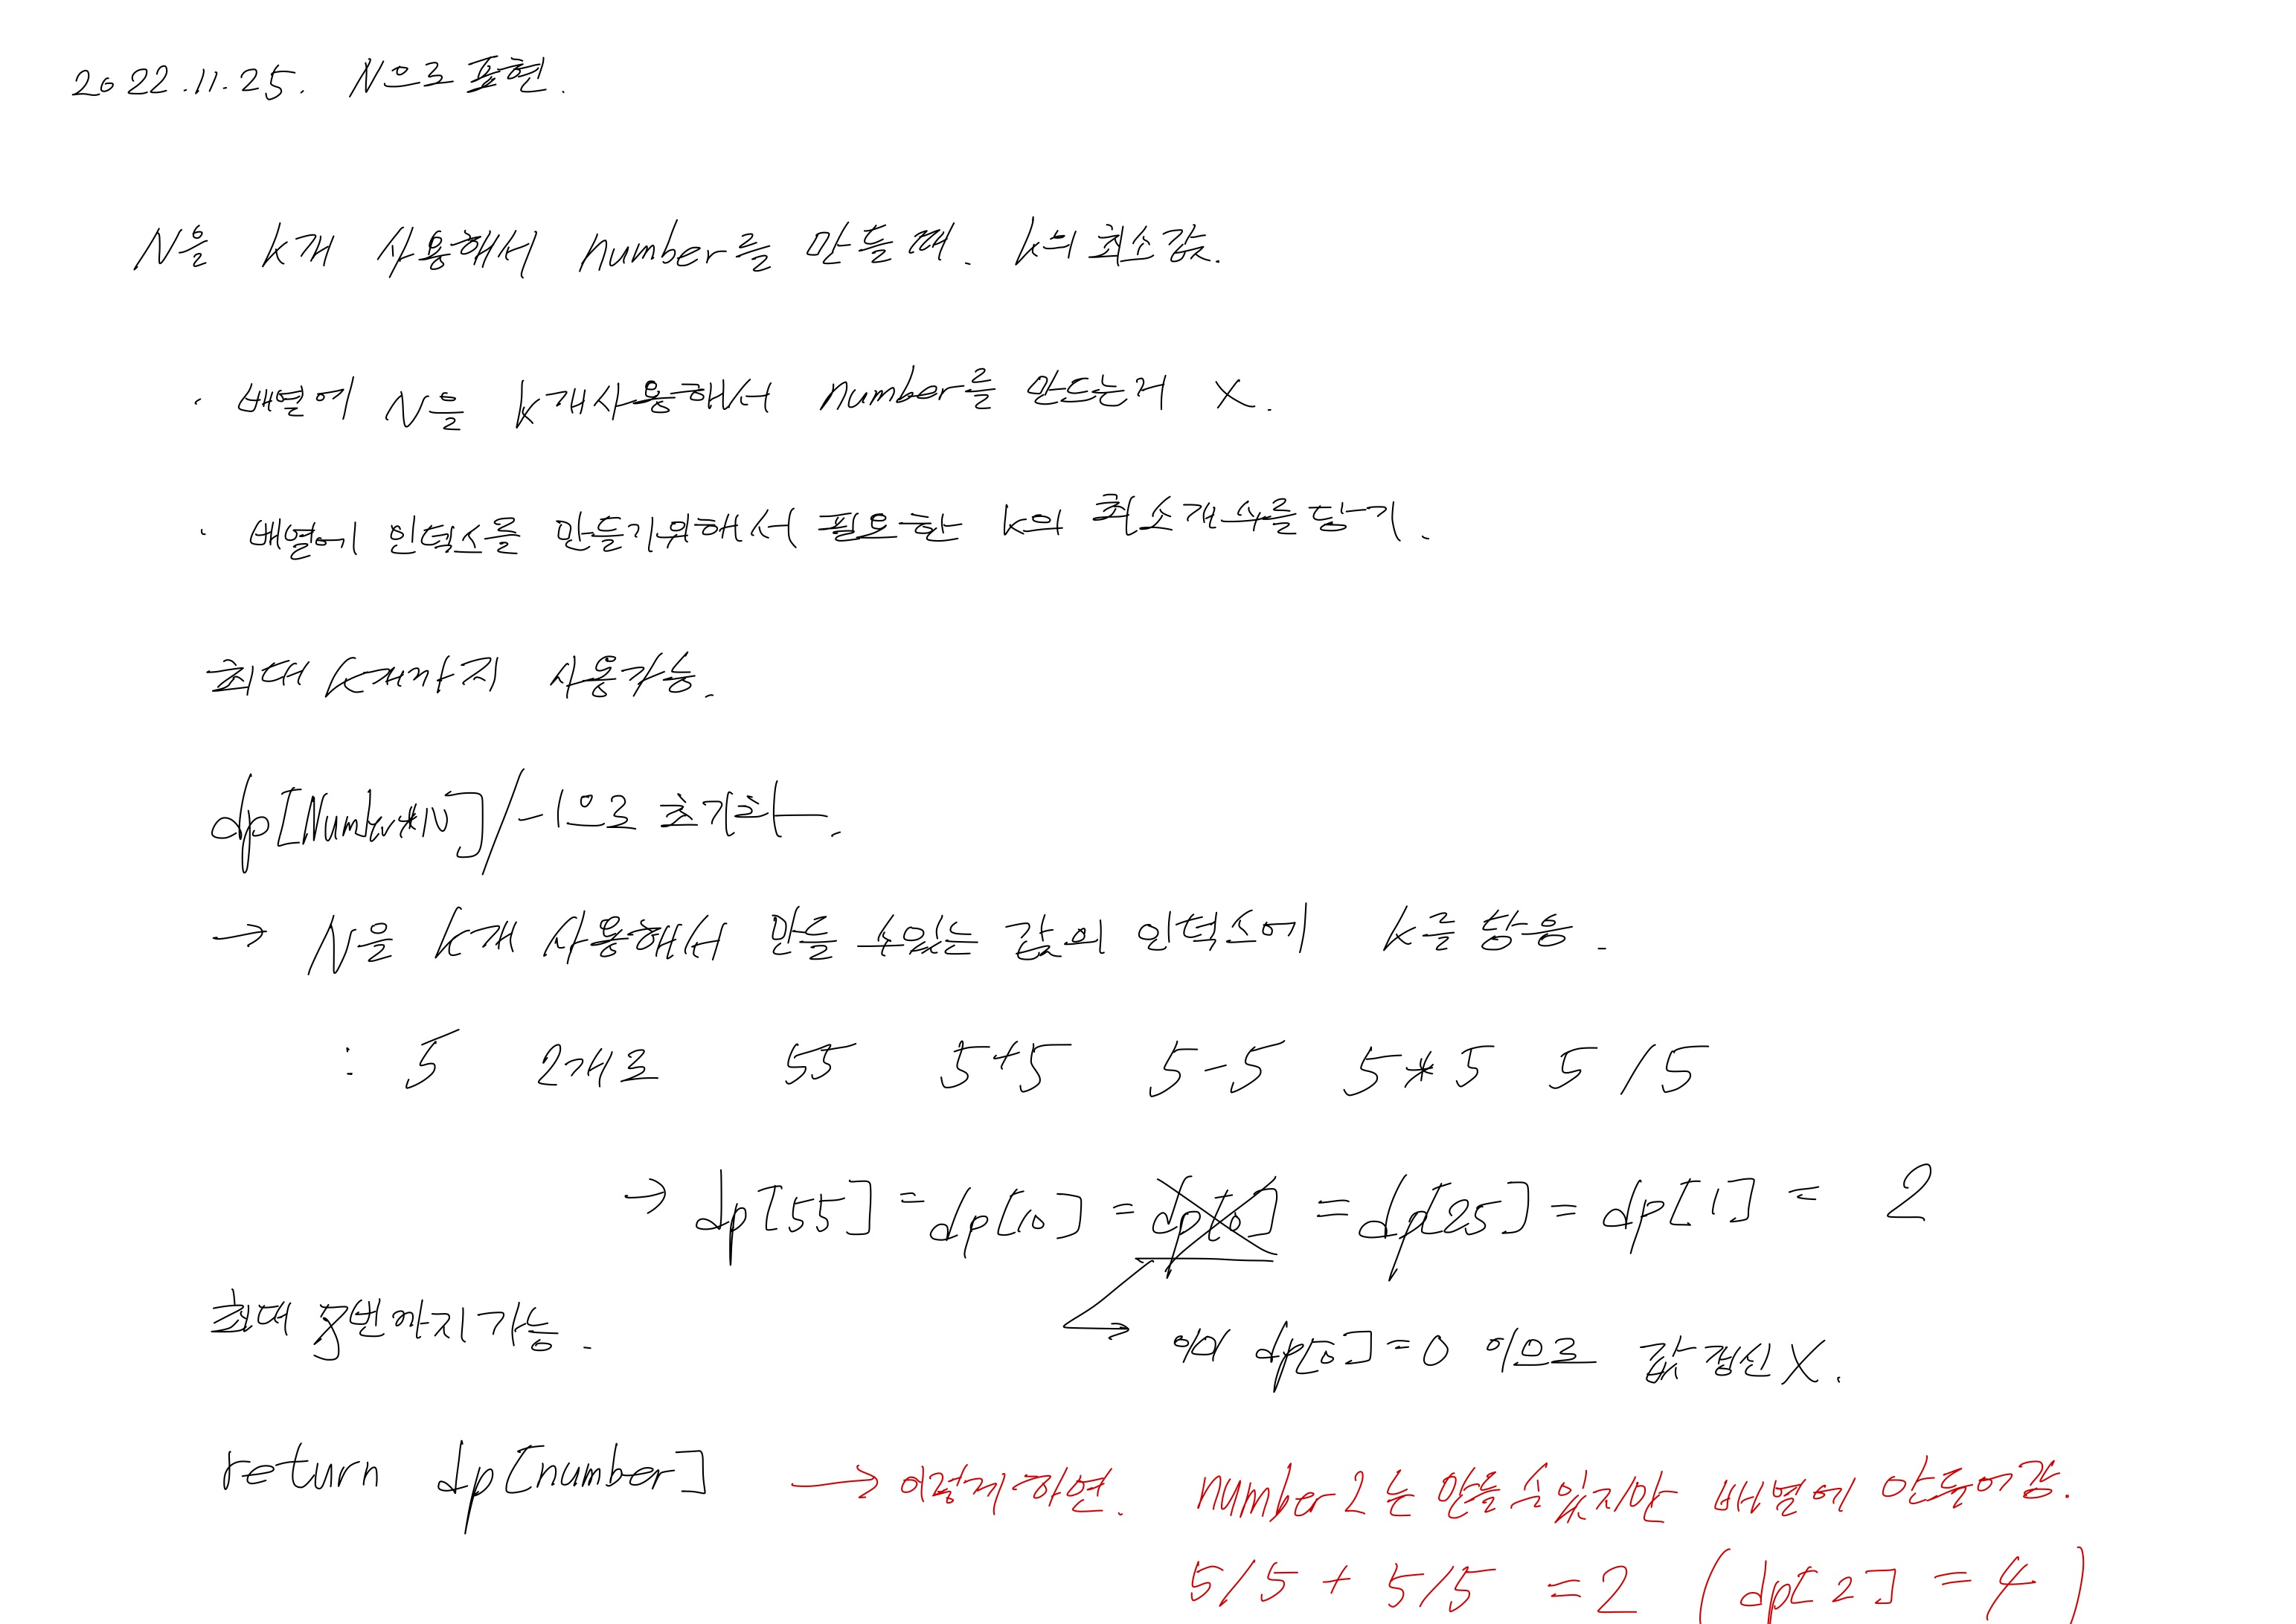 2022.11.25. N으로 표현.
N을 k개 사용해서 number를 만들 때. k의 최소값.
· 배열에 N을 k개사용해서 number를 만드는거 X.
· 배열에 인덱스를 만들기위해서 필요한 k의 최소개수를 담기.
최대 k개까지 사용가능.
dp[Number*N] / -1으로 초기화.
→ N을 k개 사용해서 만들 수있는 값의 인덱스에 k를 담음.
: 5 2개로 55 5+5 5-5 5*5 5/5
→ dp[55] = dp[10] = dp[0] = dp[25] = dp[1] = 2
최대 8번까지가능.
→ 이미 dp[0]=0 이므로 값 갱신X.
return dp[number] → 이렇게하면. number 2는 만들 수있지만 배열에 안들어감.
5/5 + 5/5 = 2 (dp[2] = 4)